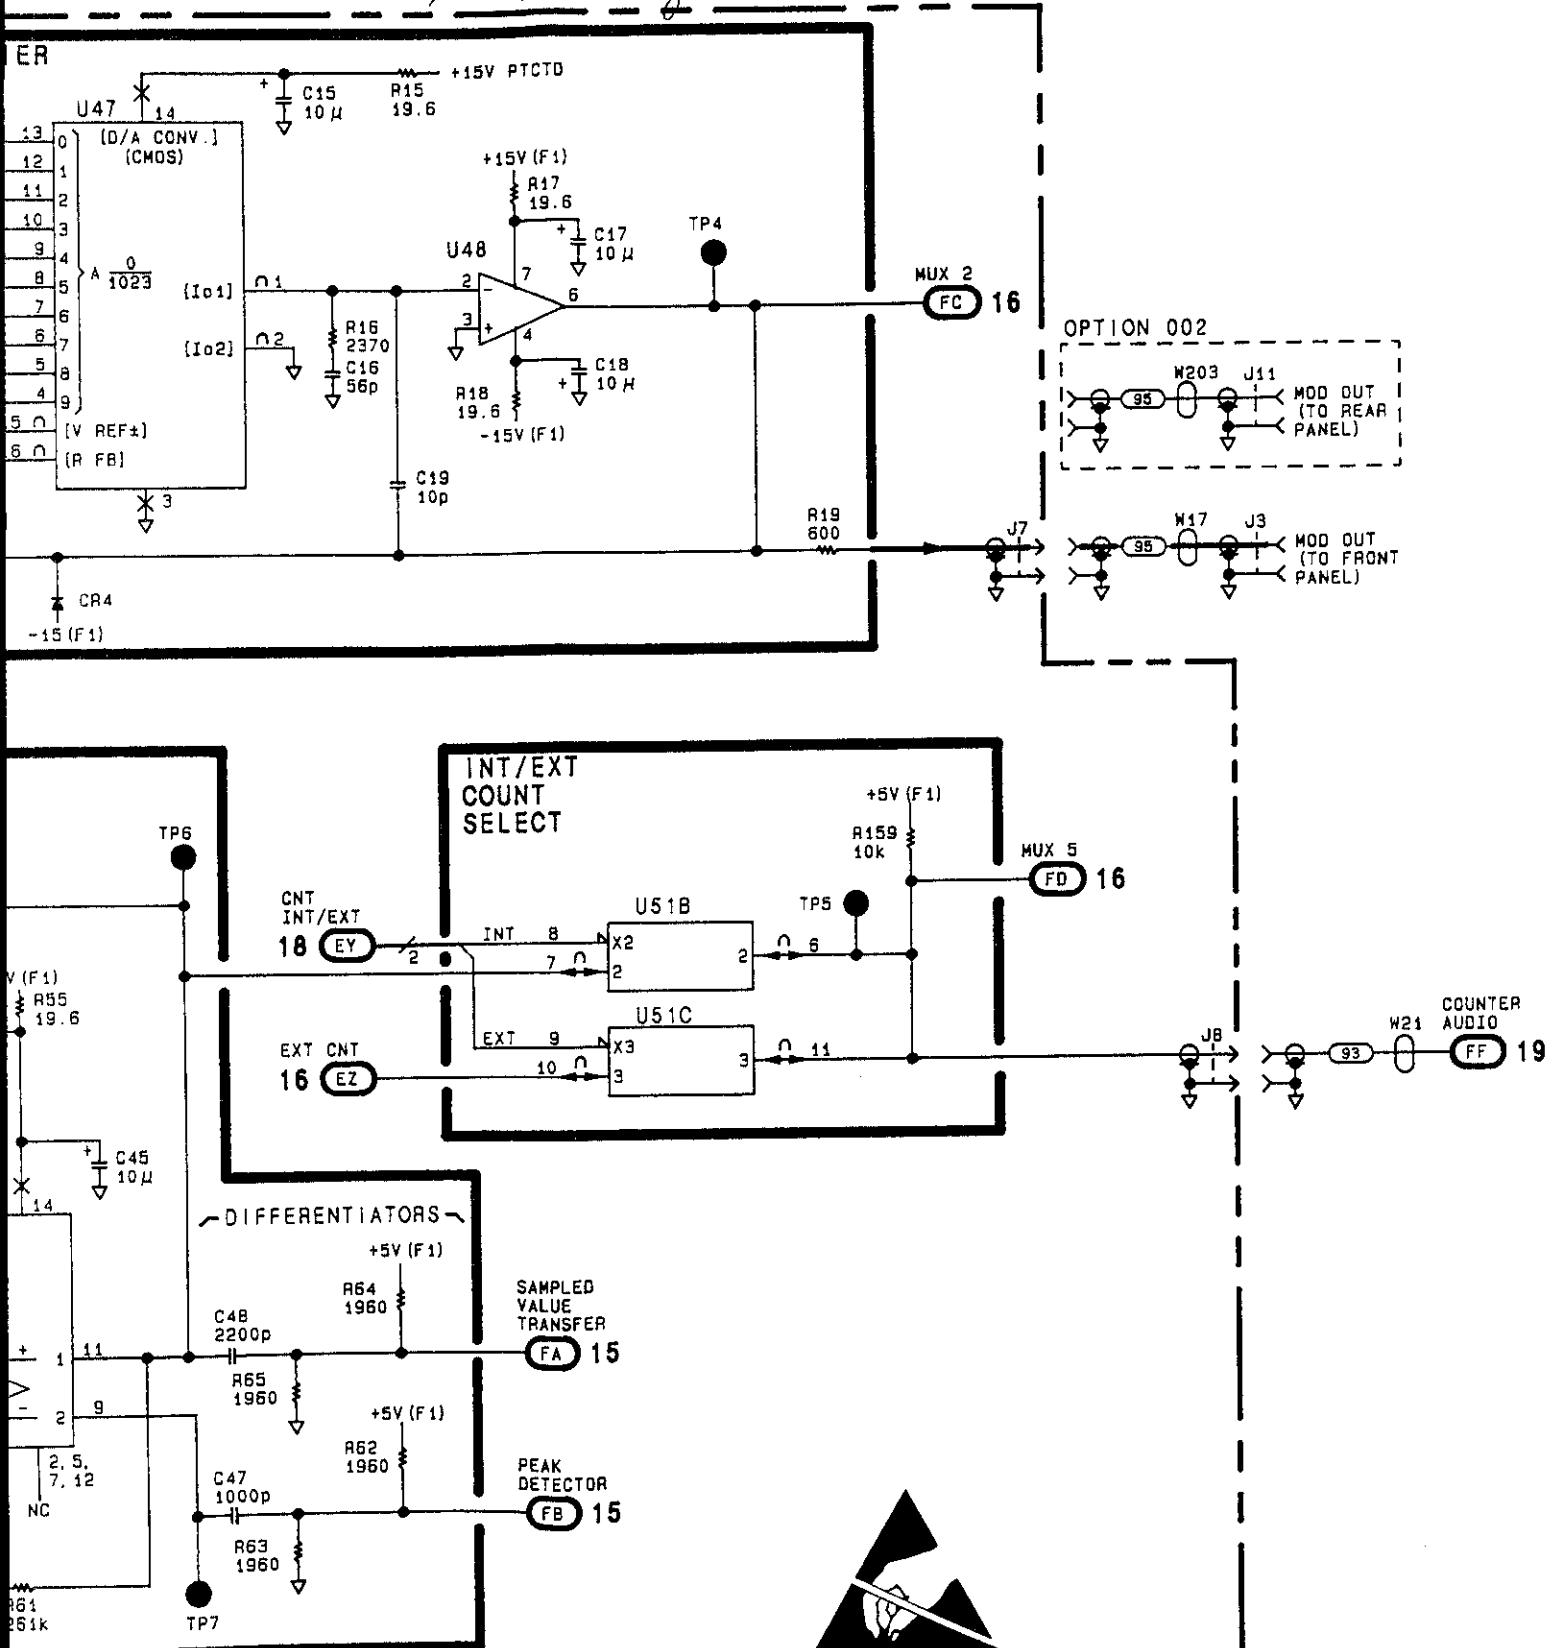 ER
+15V PTCTD
C15
10µ
R15
19.6
U47
14
[D/A CONV.]
(CMOS)
13 0
12 1
11 2
10 3
9 4
8 5
7 6
6 7
5 8
4 9
A 0
1023
{Io1} ∩ 1
{Io2} ∩ 2
5 ∩ [V REF±]
6 ∩ [R FB]
3
+15V (F1)
R17
19.6
C17
10µ
U48
7
2
3
6
4
R16
2370
C16
56p
R18
19.6
-15V (F1)
C18
10µ
C19
10p
TP4
MUX 2
FC 16
R19
600
CR4
-15 (F1)
OPTION 002
95
W203
J11
MOD OUT
(TO REAR
PANEL)
J7
95
W17
J3
MOD OUT
(TO FRONT
PANEL)
INT/EXT
COUNT
SELECT
+5V (F1)
R159
10k
MUX 5
FD 16
TP6
CNT
INT/EXT
18 EY
2
INT 8
7 ∩
U51B
X2
2
2
∩ 6
TP5
EXT 9
10 ∩
U51C
X3
3
3
∩ 11
EXT CNT
16 EZ
J8
93
W21
COUNTER
AUDIO
FF 19
V (F1)
R55
19.6
C45
10µ
14
DIFFERENTIATORS
+5V (F1)
R64
1960
SAMPLED
VALUE
TRANSFER
FA 15
C48
2200p
1 11
R65
1960
2 9
+5V (F1)
R62
1960
PEAK
DETECTOR
FB 15
2, 5,
7, 12
NC
C47
1000p
R63
1960
R61
261k
TP7